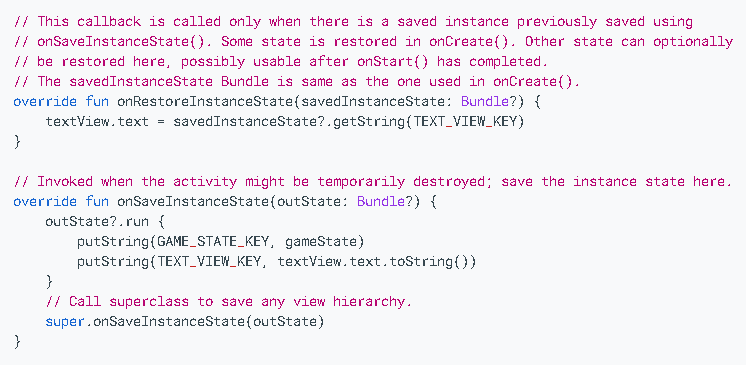 // This callback is called only when there is a saved instance previously saved using
// onSaveInstanceState(). Some state is restored in onCreate(). Other state can optionally
// be restored here, possibly usable after onStart() has completed.
// The savedInstanceState Bundle is same as the one used in onCreate().
override fun onRestoreInstanceState(savedInstanceState: Bundle?) {
    textView.text = savedInstanceState?.getString(TEXT_VIEW_KEY)
}

// Invoked when the activity might be temporarily destroyed; save the instance state here.
override fun onSaveInstanceState(outState: Bundle?) {
    outState?.run {
        putString(GAME_STATE_KEY, gameState)
        putString(TEXT_VIEW_KEY, textView.text.toString())
    }
    // Call superclass to save any view hierarchy.
    super.onSaveInstanceState(outState)
}